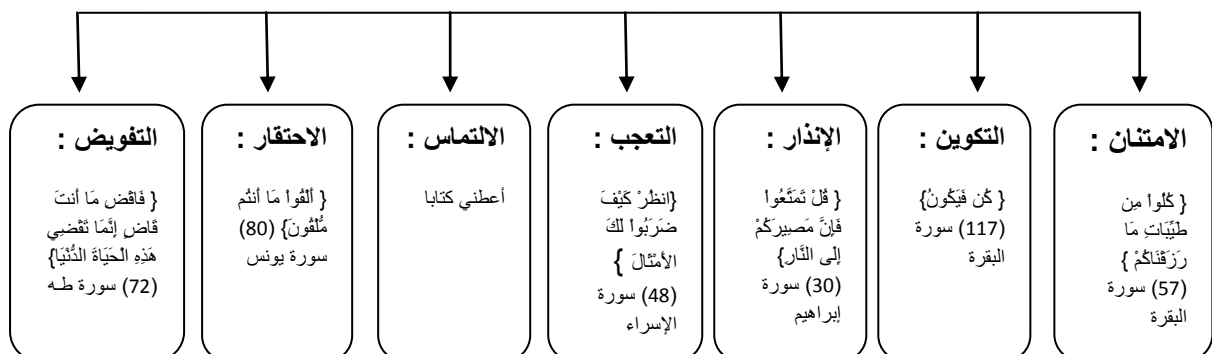 الامتنان :
{ كُلُواْ مِن
طَيِّبَاتِ مَا
رَزَقْنَاكُمْ }
(57) سورة
البقرة
التكوين :
{ كُن فَيَكُونُ}
(117) سورة
البقرة
الإنذار :
{ قُلْ تَمَتَّعُواْ
فَإِنَّ مَصِيرَكُمْ
إِلَى النَّارِ}
(30) سورة
إبراهيم
التعجب :
{انظُرْ كَيْفَ
ضَرَبُواْ لَكَ
الأَمْثَالَ }
(48) سورة
الإسراء
الالتماس :
أعطني كتابا
الاحتقار :
{ أَلْقُواْ مَا أَنتُم
مُّلْقُونَ} (80)
سورة يونس
التفويض :
{ فَاقْضِ مَا أَنتَ
قَاضٍ إِنَّمَا تَقْضِي
هَذِهِ الْحَيَاةَ الدُّنْيَا}
(72) سورة طـه